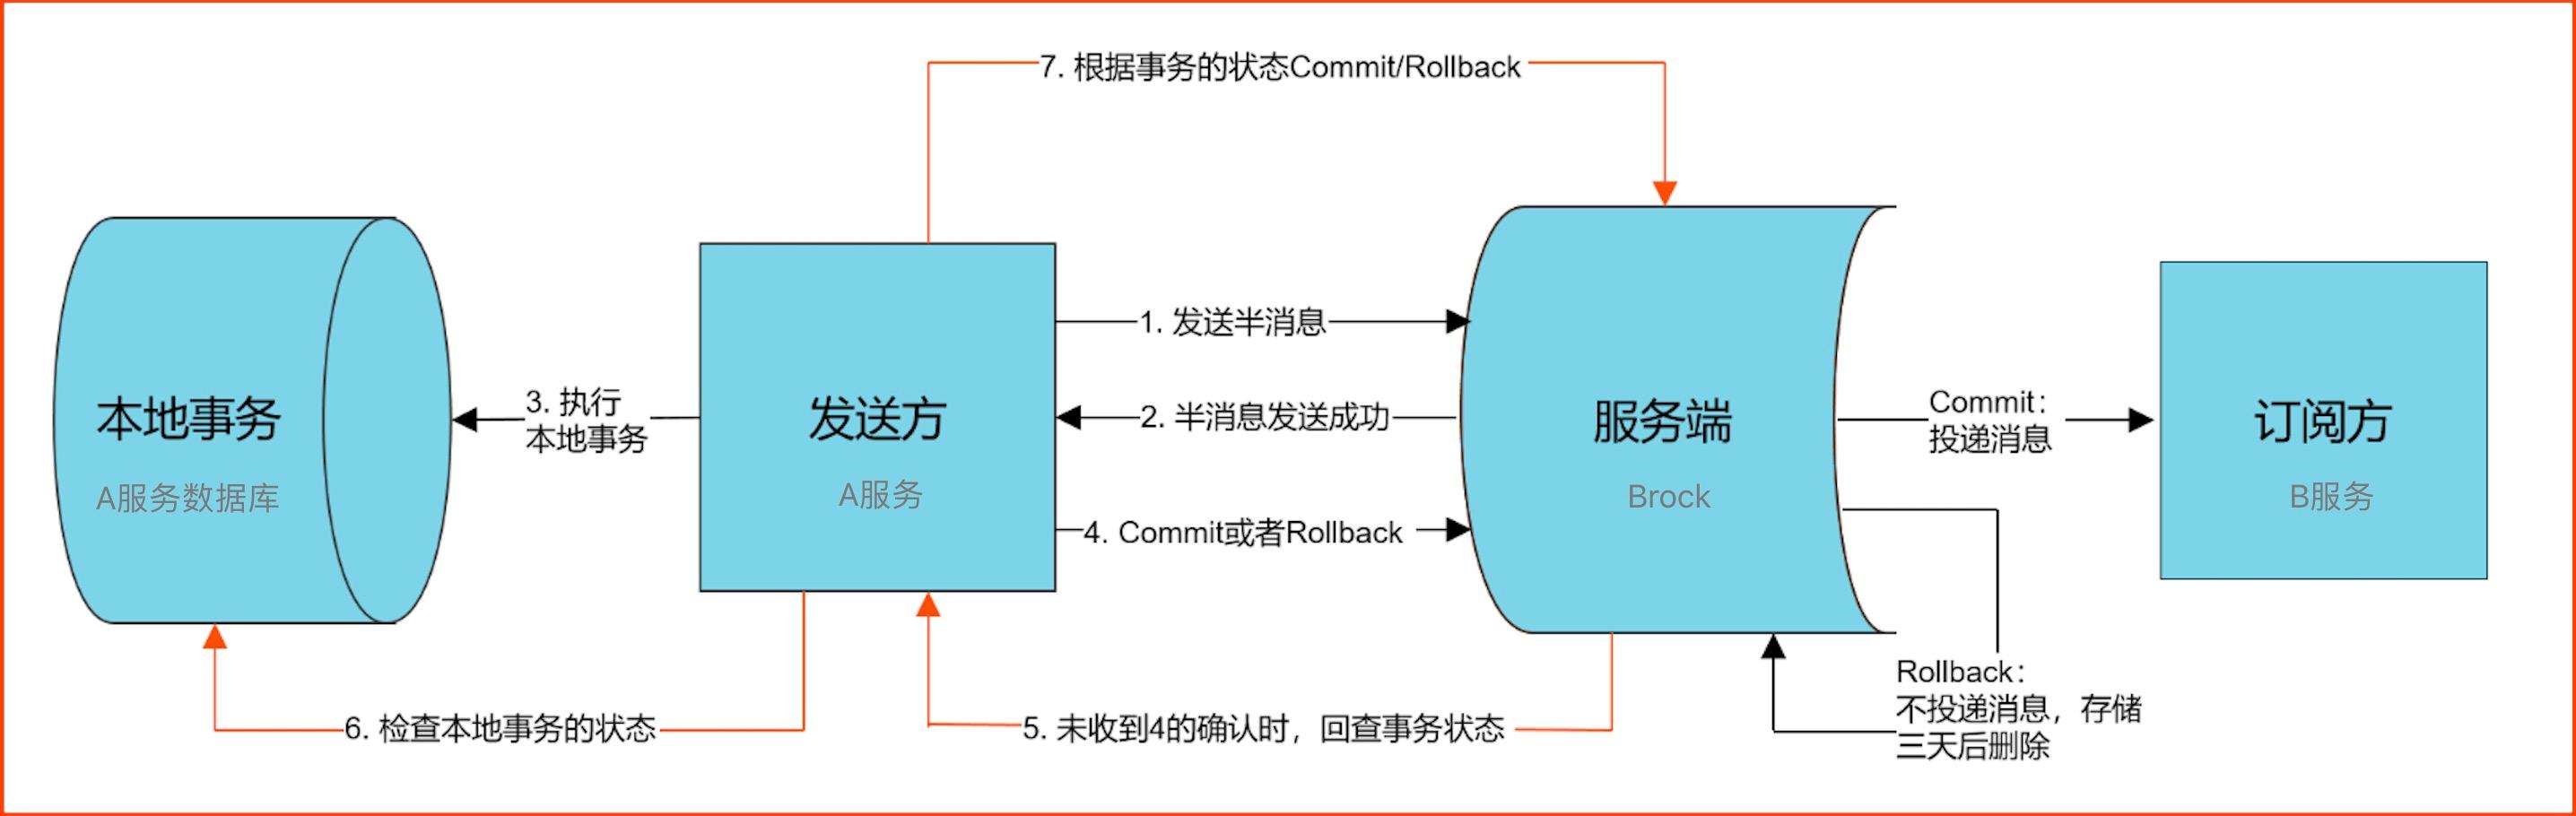 7. 根据事务的状态Commit/Rollback
1. 发送半消息
3. 执行
本地事务
本地事务
A服务数据库
发送方
A服务
2. 半消息发送成功
服务端
Brock
Commit：
投递消息
订阅方
B服务
4. Commit或者Rollback
6. 检查本地事务的状态
5. 未收到4的确认时，回查事务状态
Rollback：
不投递消息，存储
三天后删除